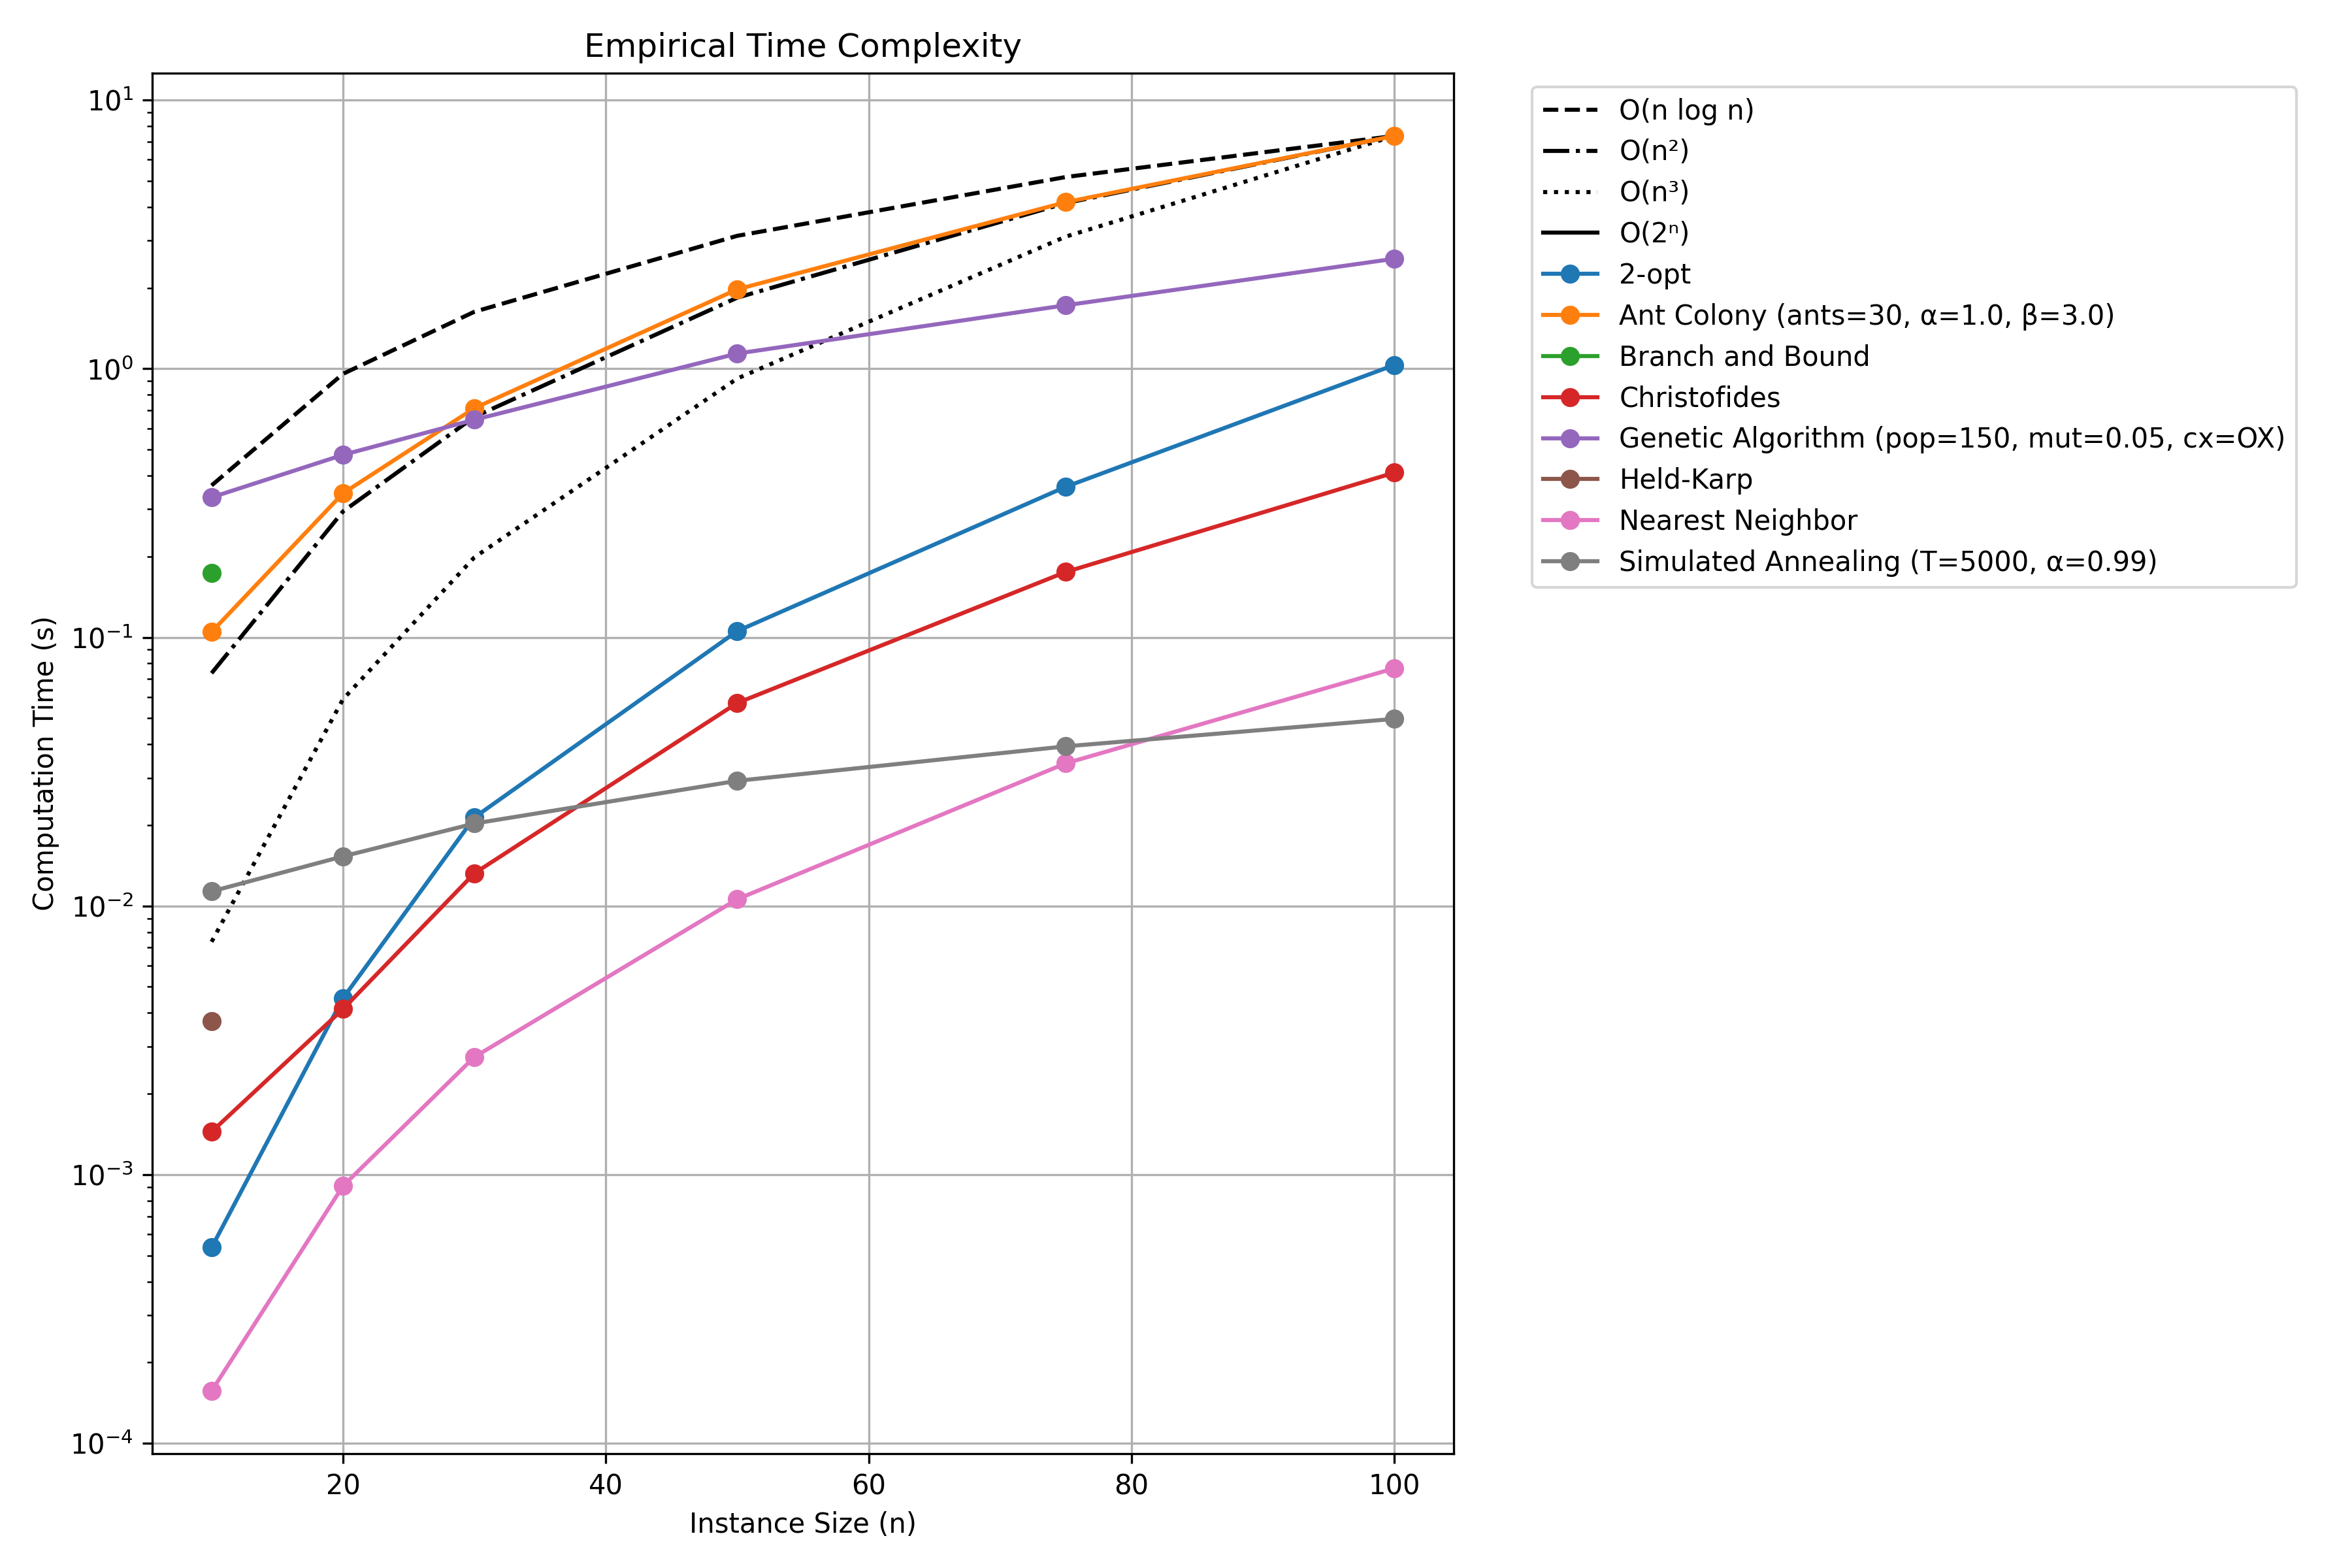 Empirical Time Complexity
10¹
10⁰
10⁻¹
10⁻²
10⁻³
10⁻⁴
Computation Time (s)
20 40 60 80 100
Instance Size (n)
O(n log n)
O(n²)
O(n³)
O(2ⁿ)
2-opt
Ant Colony (ants=30, α=1.0, β=3.0)
Branch and Bound
Christofides
Genetic Algorithm (pop=150, mut=0.05, cx=OX)
Held-Karp
Nearest Neighbor
Simulated Annealing (T=5000, α=0.99)